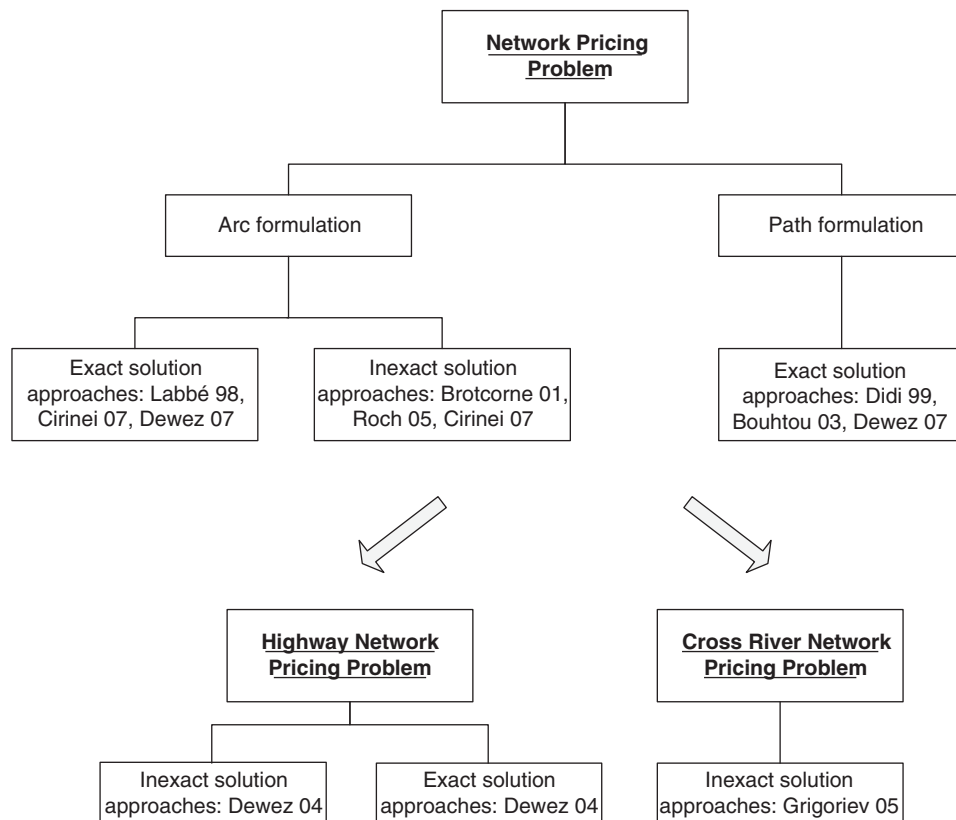 Network Pricing
Problem
Arc formulation
Path formulation
Exact solution
approaches: Labbé 98,
Cirinei 07, Dewez 07
Inexact solution
approaches: Brotcorne 01,
Roch 05, Cirinei 07
Exact solution
approaches: Didi 99,
Bouhtou 03, Dewez 07
Highway Network
Pricing Problem
Cross River Network
Pricing Problem
Inexact solution
approaches: Dewez 04
Exact solution
approaches: Dewez 04
Inexact solution
approaches: Grigoriev 05